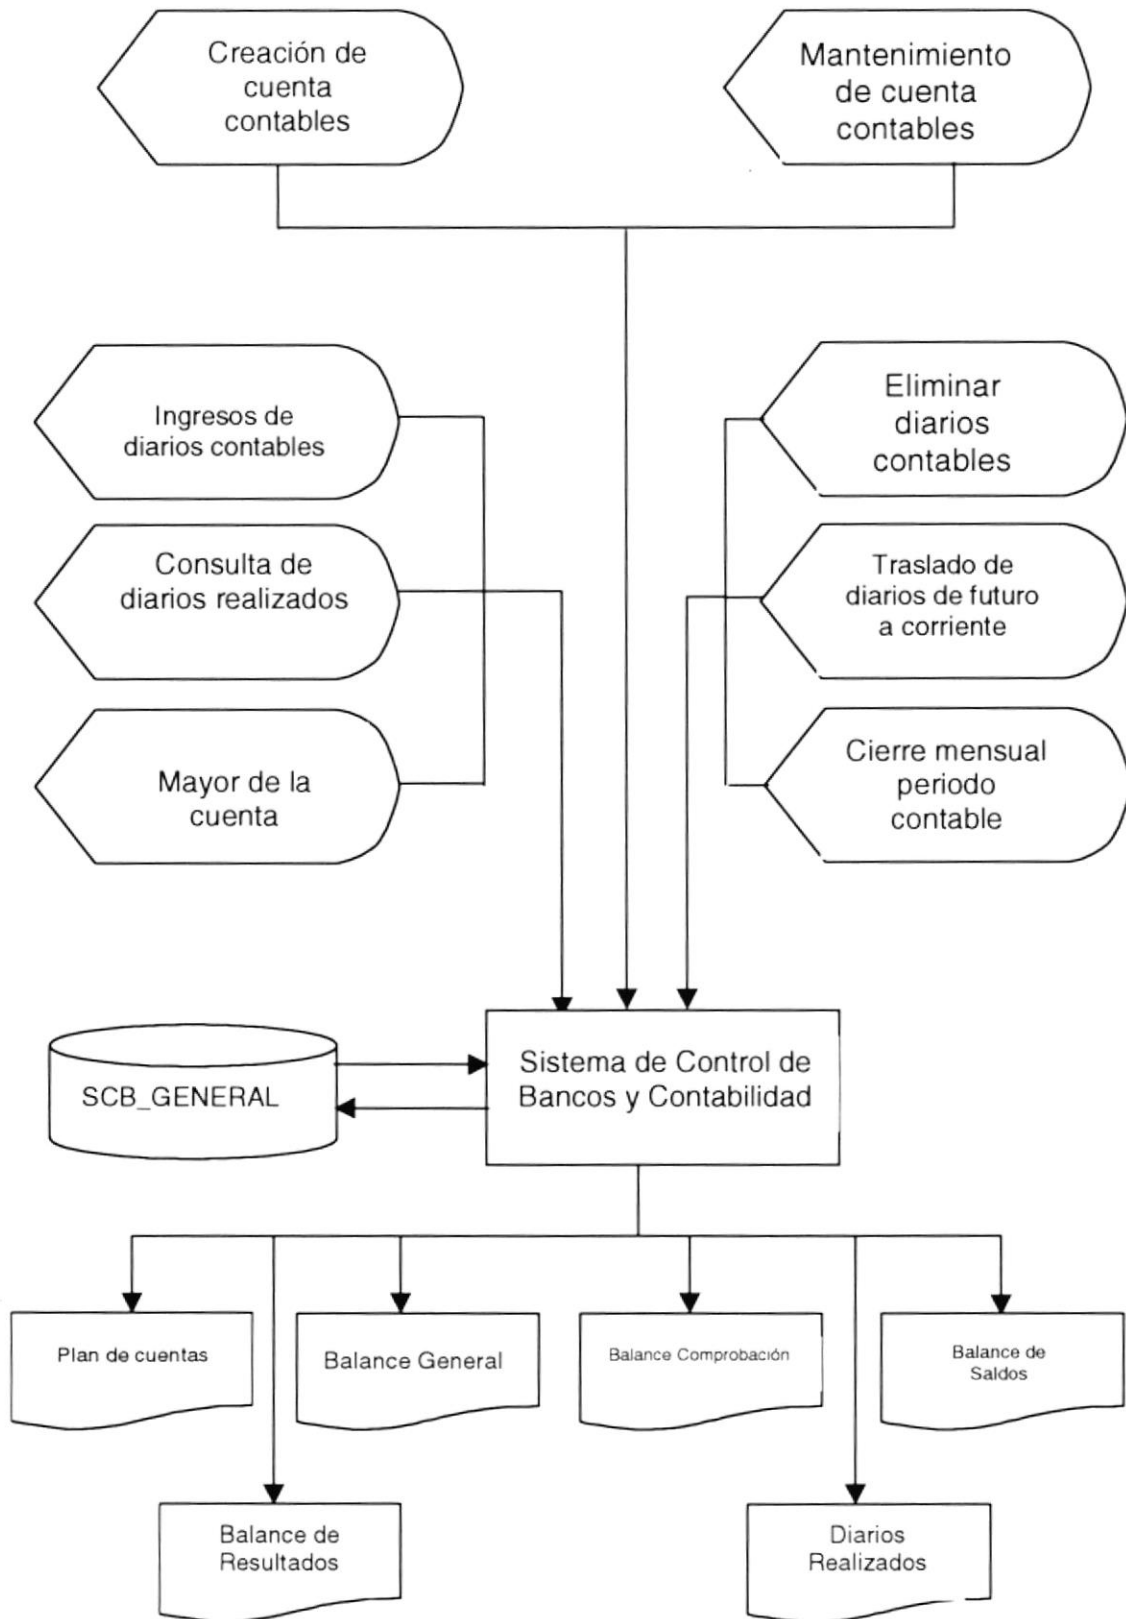 Creación de
cuenta
contables
Mantenimiento
de cuenta
contables
Ingresos de
diarios contables
Eliminar
diarios
contables
Consulta de
diarios realizados
Traslado de
diarios de futuro
a corriente
Mayor de la
cuenta
Cierre mensual
periodo
contable
SCB_GENERAL
Sistema de Control de
Bancos y Contabilidad
Plan de cuentas
Balance General
Balance Comprobación
Balance de
Saldos
Balance de
Resultados
Diarios
Realizados